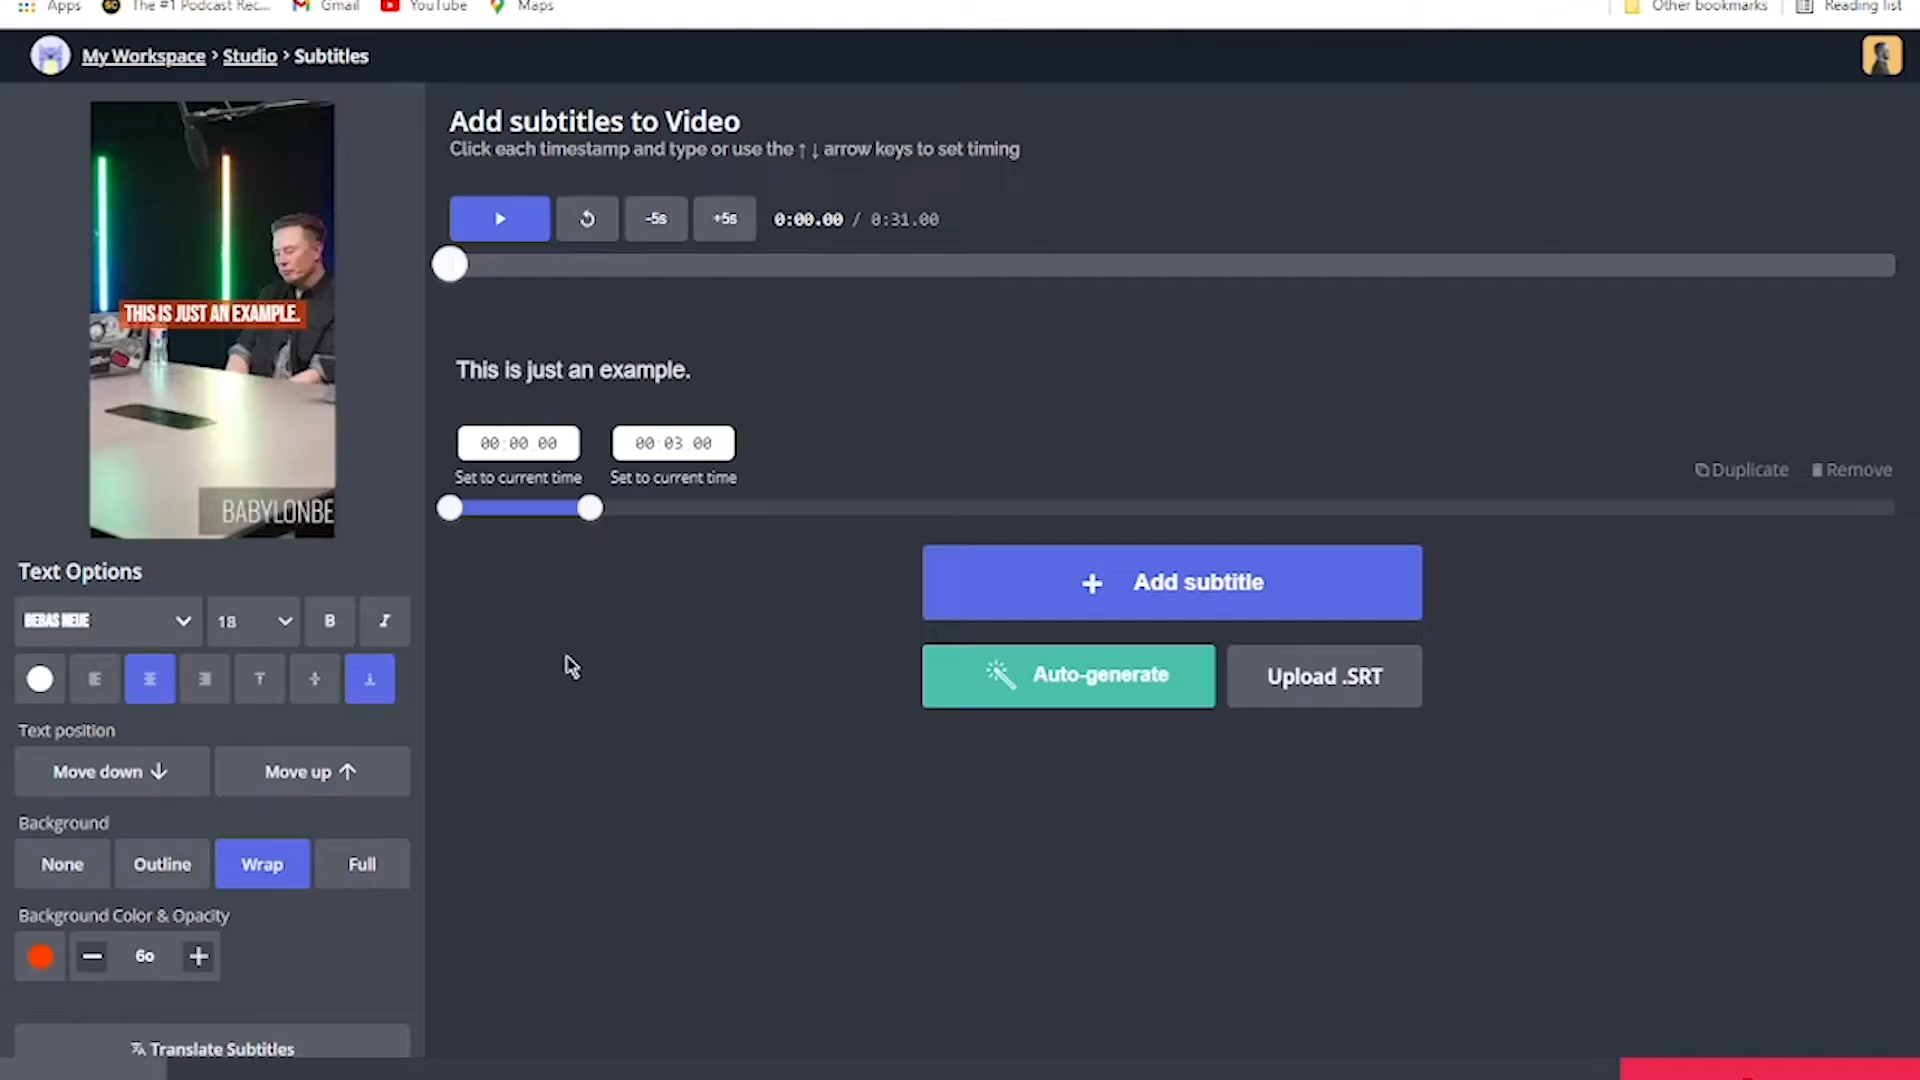 Apps The #1 Podcast Rec... Gmail YouTube Maps Other bookmarks Reading list
My Workspace > Studio > Subtitles
Add subtitles to Video
Click each timestamp and type or use the ↑ ↓ arrow keys to set timing
-5s +5s 0:00.00 / 0:31.00
THIS IS JUST AN EXAMPLE.
This is just an example.
00:00.00 00:03.00
Set to current time Set to current time
Duplicate Remove
BABYLONBE
Text Options
BEBAS NEUE 18 B I
Add subtitle
Auto-generate Upload .SRT
Text position
Move down ↓ Move up ↑
Background
None Outline Wrap Full
Background Color & Opacity
60
Translate Subtitles